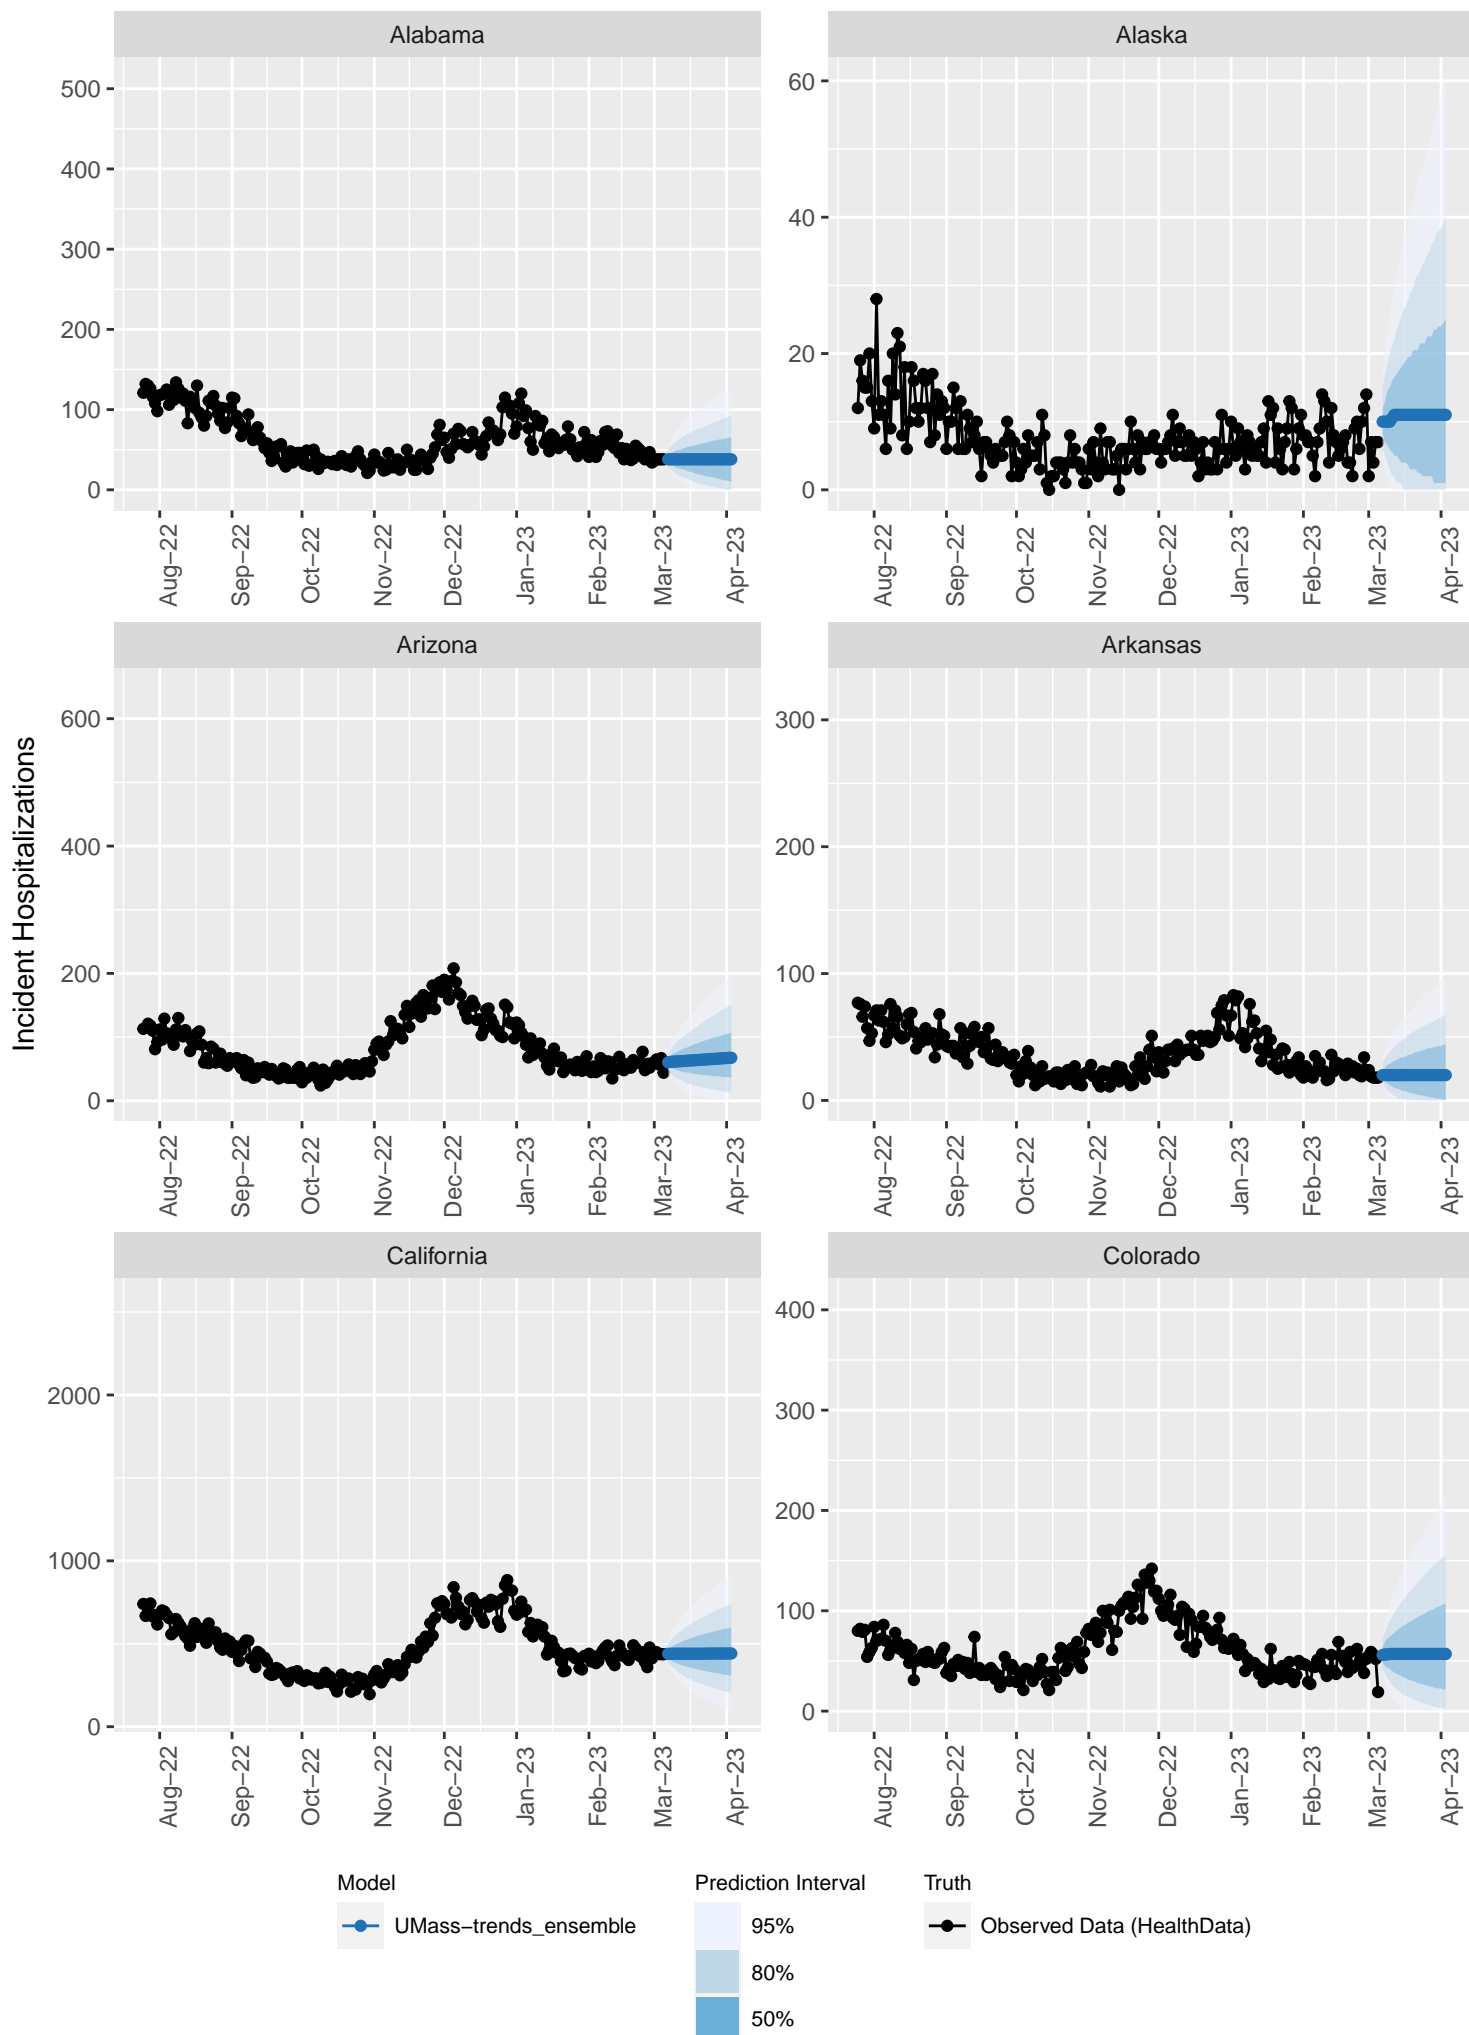 Alabama
500
400
300
200
100
0
Aug−22
Sep−22
Oct−22
Nov−22
Dec−22
Jan−23
Feb−23
Mar−23
Apr−23
Alaska
60
40
20
0
Aug−22
Sep−22
Oct−22
Nov−22
Dec−22
Jan−23
Feb−23
Mar−23
Apr−23
Incident Hospitalizations
Arizona
600
400
200
0
Aug−22
Sep−22
Oct−22
Nov−22
Dec−22
Jan−23
Feb−23
Mar−23
Apr−23
Arkansas
300
200
100
0
Aug−22
Sep−22
Oct−22
Nov−22
Dec−22
Jan−23
Feb−23
Mar−23
Apr−23
California
2000
1000
0
Aug−22
Sep−22
Oct−22
Nov−22
Dec−22
Jan−23
Feb−23
Mar−23
Apr−23
Colorado
400
300
200
100
0
Aug−22
Sep−22
Oct−22
Nov−22
Dec−22
Jan−23
Feb−23
Mar−23
Apr−23
Model
UMass−trends_ensemble
Prediction Interval
95%
80%
50%
Truth
Observed Data (HealthData)